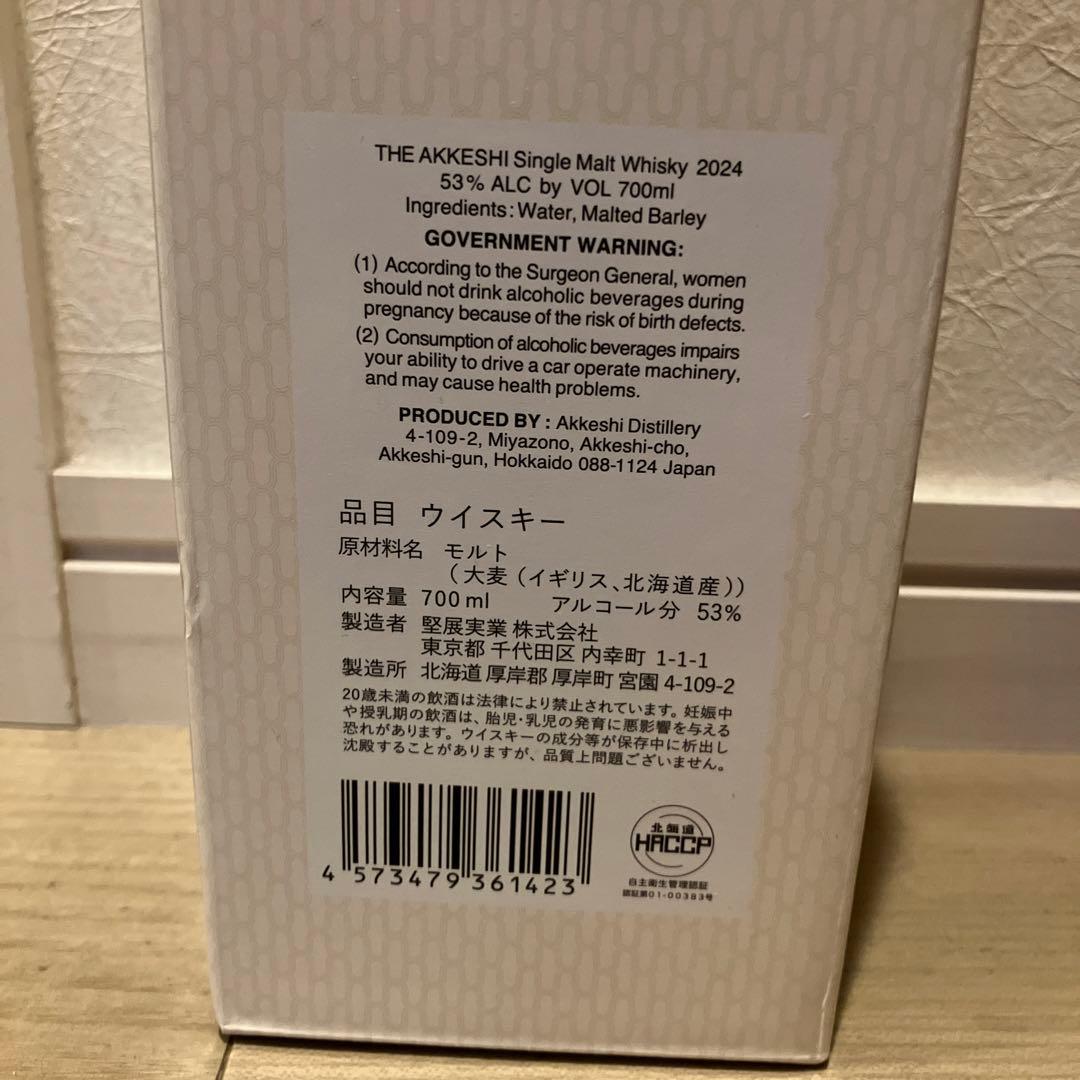 THE AKKESHI Single Malt Whisky 2024
53% ALC by VOL 700ml
Ingredients: Water, Malted Barley
GOVERNMENT WARNING:
(1) According to the Surgeon General, women
should not drink alcoholic beverages during
pregnancy because of the risk of birth defects.
(2) Consumption of alcoholic beverages impairs
your ability to drive a car operate machinery,
and may cause health problems.
PRODUCED BY : Akkeshi Distillery
4-109-2, Miyazono, Akkeshi-cho,
Akkeshi-gun, Hokkaido 088-1124 Japan
品目 ウイスキー
原材料名 モルト
（大麦（イギリス、北海道産））
内容量 700 ml アルコール分 53%
製造者 堅展実業 株式会社
東京都 千代田区 内幸町 1-1-1
製造所 北海道 厚岸郡 厚岸町 宮園 4-109-2
20歳未満の飲酒は法律により禁止されています。妊娠中
や授乳期の飲酒は、胎児・乳児の発育に悪影響を与える
恐れがあります。ウイスキーの成分等が保存中に析出し
沈殿することがありますが、品質上問題ございません。
4 573479 361423
北海道
HACCP
自主衛生管理認証
認証第01-00383号